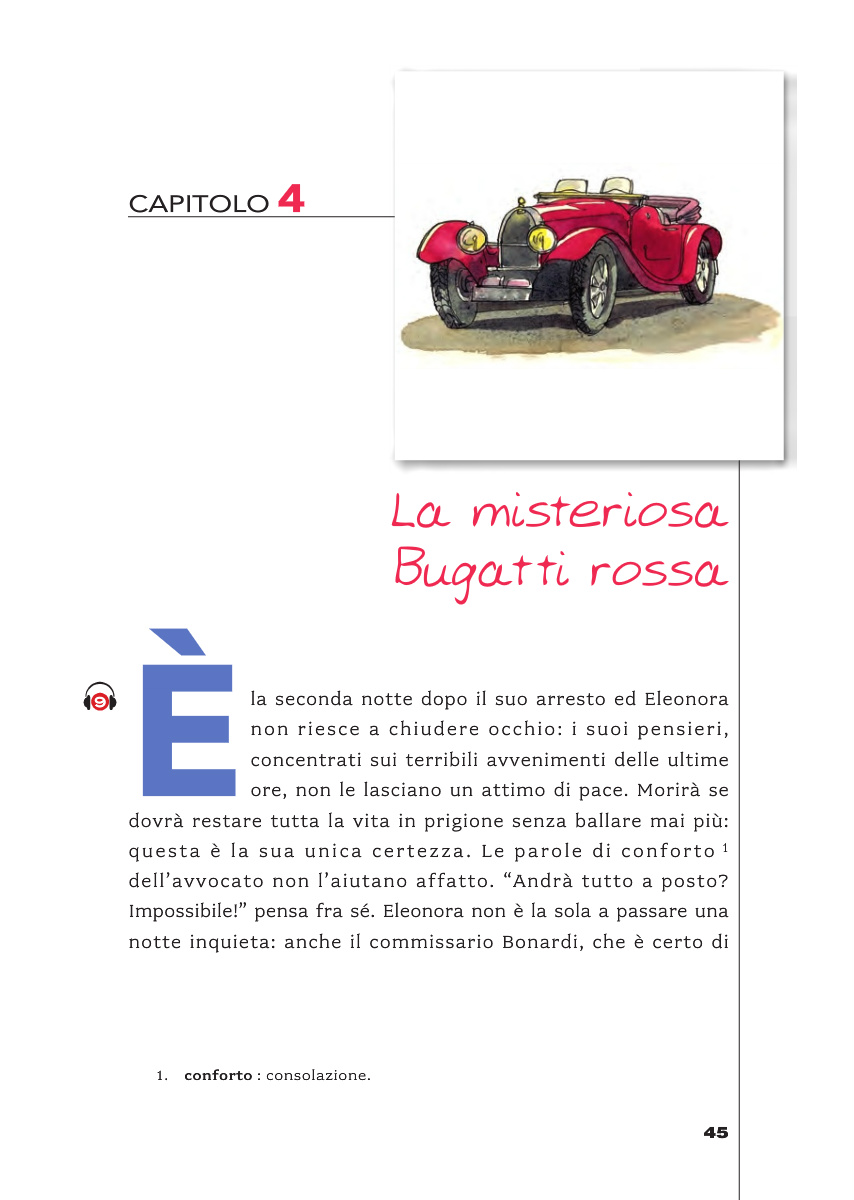 CAPITOLO 4
La misteriosa
Bugatti rossa
9
È la seconda notte dopo il suo arresto ed Eleonora
non riesce a chiudere occhio: i suoi pensieri,
concentrati sui terribili avvenimenti delle ultime
ore, non le lasciano un attimo di pace. Morirà se
dovrà restare tutta la vita in prigione senza ballare mai più:
questa è la sua unica certezza. Le parole di conforto 1
dell’avvocato non l’aiutano affatto. “Andrà tutto a posto?
Impossibile!” pensa fra sé. Eleonora non è la sola a passare una
notte inquieta: anche il commissario Bonardi, che è certo di
1. conforto : consolazione.
45